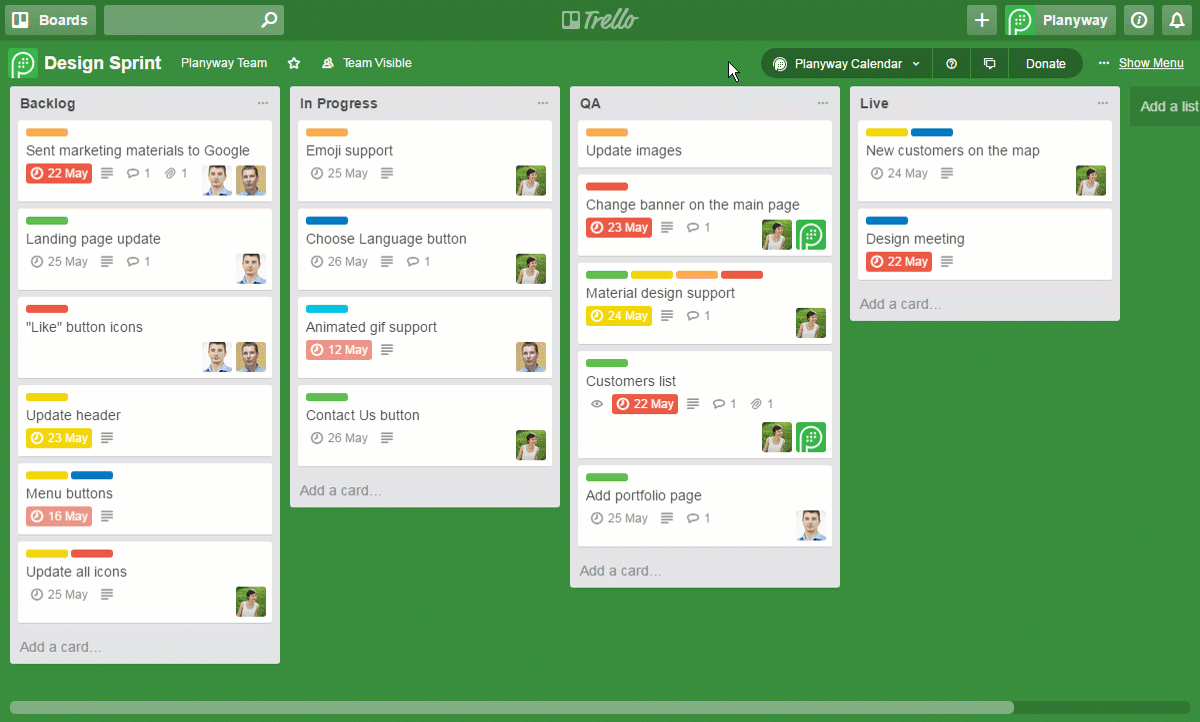 Boards
Trello
Planyway
Design Sprint
Planyway Team
Team Visible
Planyway Calendar
Donate
Show Menu
Backlog
Sent marketing materials to Google
22 May
1
1
Landing page update
25 May
1
"Like" button icons
Update header
23 May
Menu buttons
16 May
Update all icons
25 May
Add a card...
In Progress
Emoji support
25 May
Choose Language button
26 May
1
Animated gif support
12 May
Contact Us button
26 May
Add a card...
QA
Update images
Change banner on the main page
23 May
1
Material design support
24 May
1
Customers list
22 May
1
1
Add portfolio page
25 May
1
Add a card...
Live
New customers on the map
24 May
Design meeting
22 May
Add a card...
Add a list